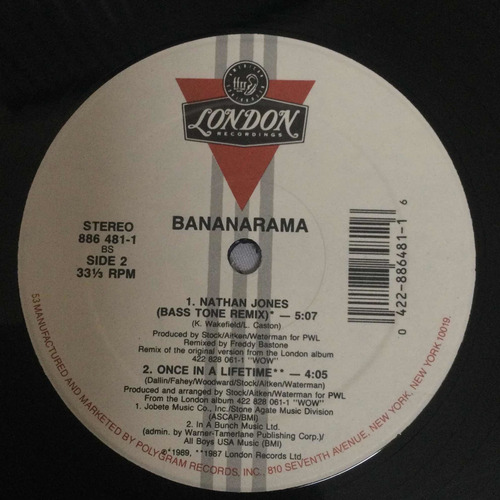 ffrr
LONDON
RECORDINGS
BANANARAMA
STEREO
886 481-1
BS
SIDE 2
33⅓ RPM
0 422-886481-1 6
1. NATHAN JONES
(BASS TONE REMIX)* — 5:07
(K. Wakefield/L. Caston)
Produced by Stock/Aitken/Waterman for PWL
Remixed by Freddy Bastone
Remix of the original version from the London album
422 828 061-1 "WOW"
2. ONCE IN A LIFETIME** — 4:05
(Dallin/Fahey/Woodward/Stock/Aitken/Waterman)
Produced and arranged by Stock/Aitken/Waterman for PWL
From the London album 422 828 061-1 "WOW"
1. Jobete Music Co., Inc./Stone Agate Music Division
(ASCAP/BMI)
2. In A Bunch Music Ltd.
(admin. by Warner-Tamerlane Publishing Corp.)/
All Boys USA Music (BMI)
℗*1989, **1987 London Records Ltd.
53 MANUFACTURED AND MARKETED BY POLYGRAM RECORDS, INC. 810 SEVENTH AVENUE, NEW YORK, NEW YORK 10019.